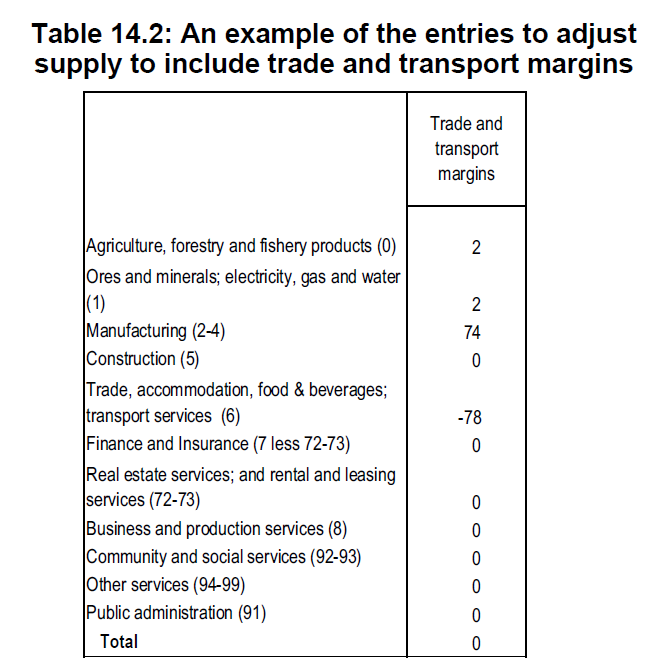 Table 14.2: An example of the entries to adjust
supply to include trade and transport margins
Trade and
transport
margins
Agriculture, forestry and fishery products (0) 2
Ores and minerals; electricity, gas and water
(1) 2
Manufacturing (2-4) 74
Construction (5) 0
Trade, accommodation, food & beverages;
transport services (6) -78
Finance and Insurance (7 less 72-73) 0
Real estate services; and rental and leasing
services (72-73) 0
Business and production services (8) 0
Community and social services (92-93) 0
Other services (94-99) 0
Public administration (91) 0
Total 0